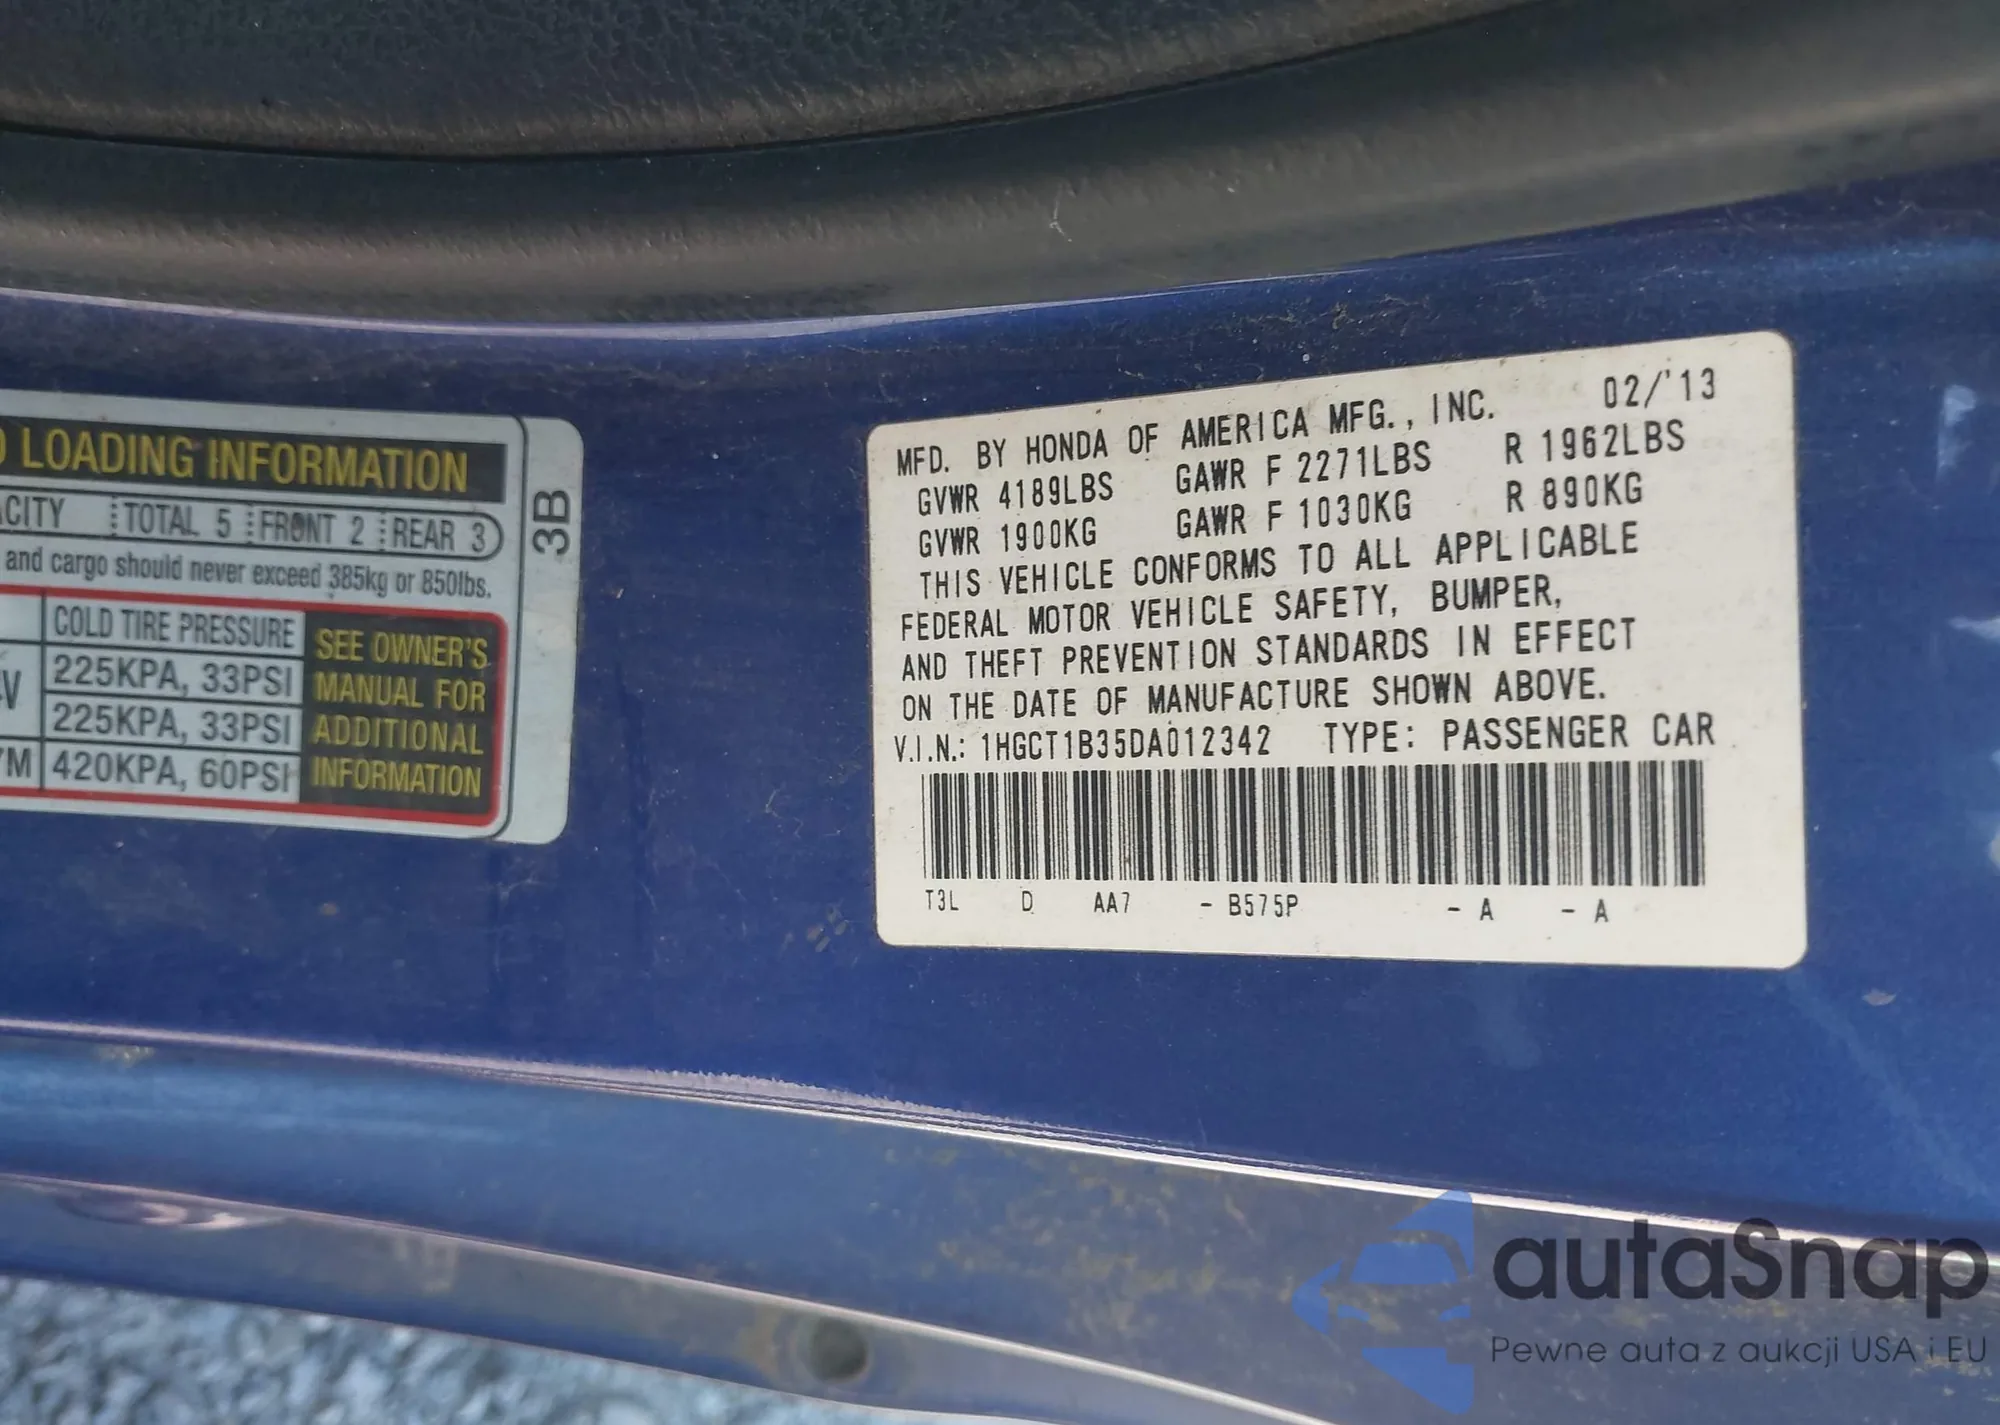 LOADING INFORMATION
TOTAL 5 FRONT 2 REAR 3
and cargo should never exceed 385kg or 850lbs.
COLD TIRE PRESSURE
225KPA, 33PSI
225KPA, 33PSI
420KPA, 60PSI
SEE OWNER'S
MANUAL FOR
ADDITIONAL
INFORMATION
3B
MFD. BY HONDA OF AMERICA MFG., INC. 02/'13
GVWR 4189LBS GAWR F 2271LBS R 1962LBS
GVWR 1900KG GAWR F 1030KG R 890KG
THIS VEHICLE CONFORMS TO ALL APPLICABLE
FEDERAL MOTOR VEHICLE SAFETY, BUMPER,
AND THEFT PREVENTION STANDARDS IN EFFECT
ON THE DATE OF MANUFACTURE SHOWN ABOVE.
V.I.N.: 1HGCT1B35DA012342 TYPE: PASSENGER CAR
T3L D AA7 - B575P - A - A
autaSnap
Pewne auta z aukcji USA i EU